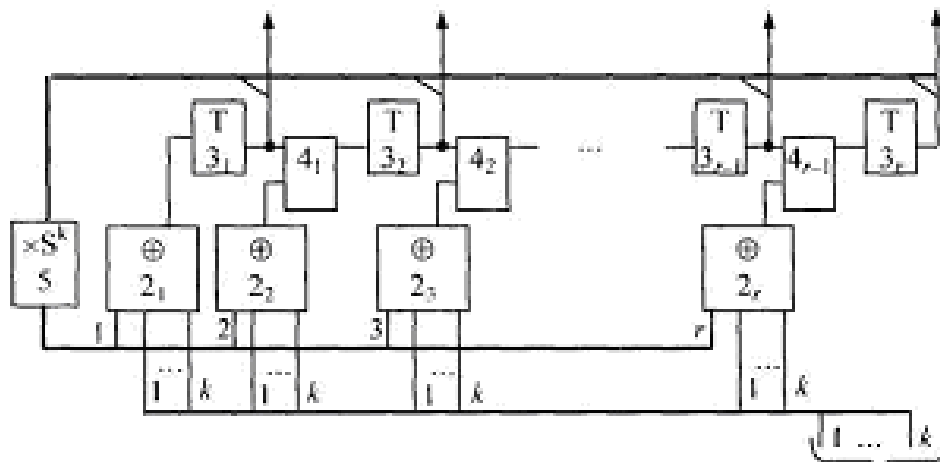 T T T T
3₁ 4₁ 3₂ 4₂ ... 3ᵣ₋₁ 4ᵣ₋₁ 3ᵣ
×Sᵏ ⊕ ⊕ ⊕ ⊕
5 2₁ 2₂ 2₃ 2ᵣ
1 2 3 r
... ... ... ...
1 k 1 k 1 k 1 k
1 ... k